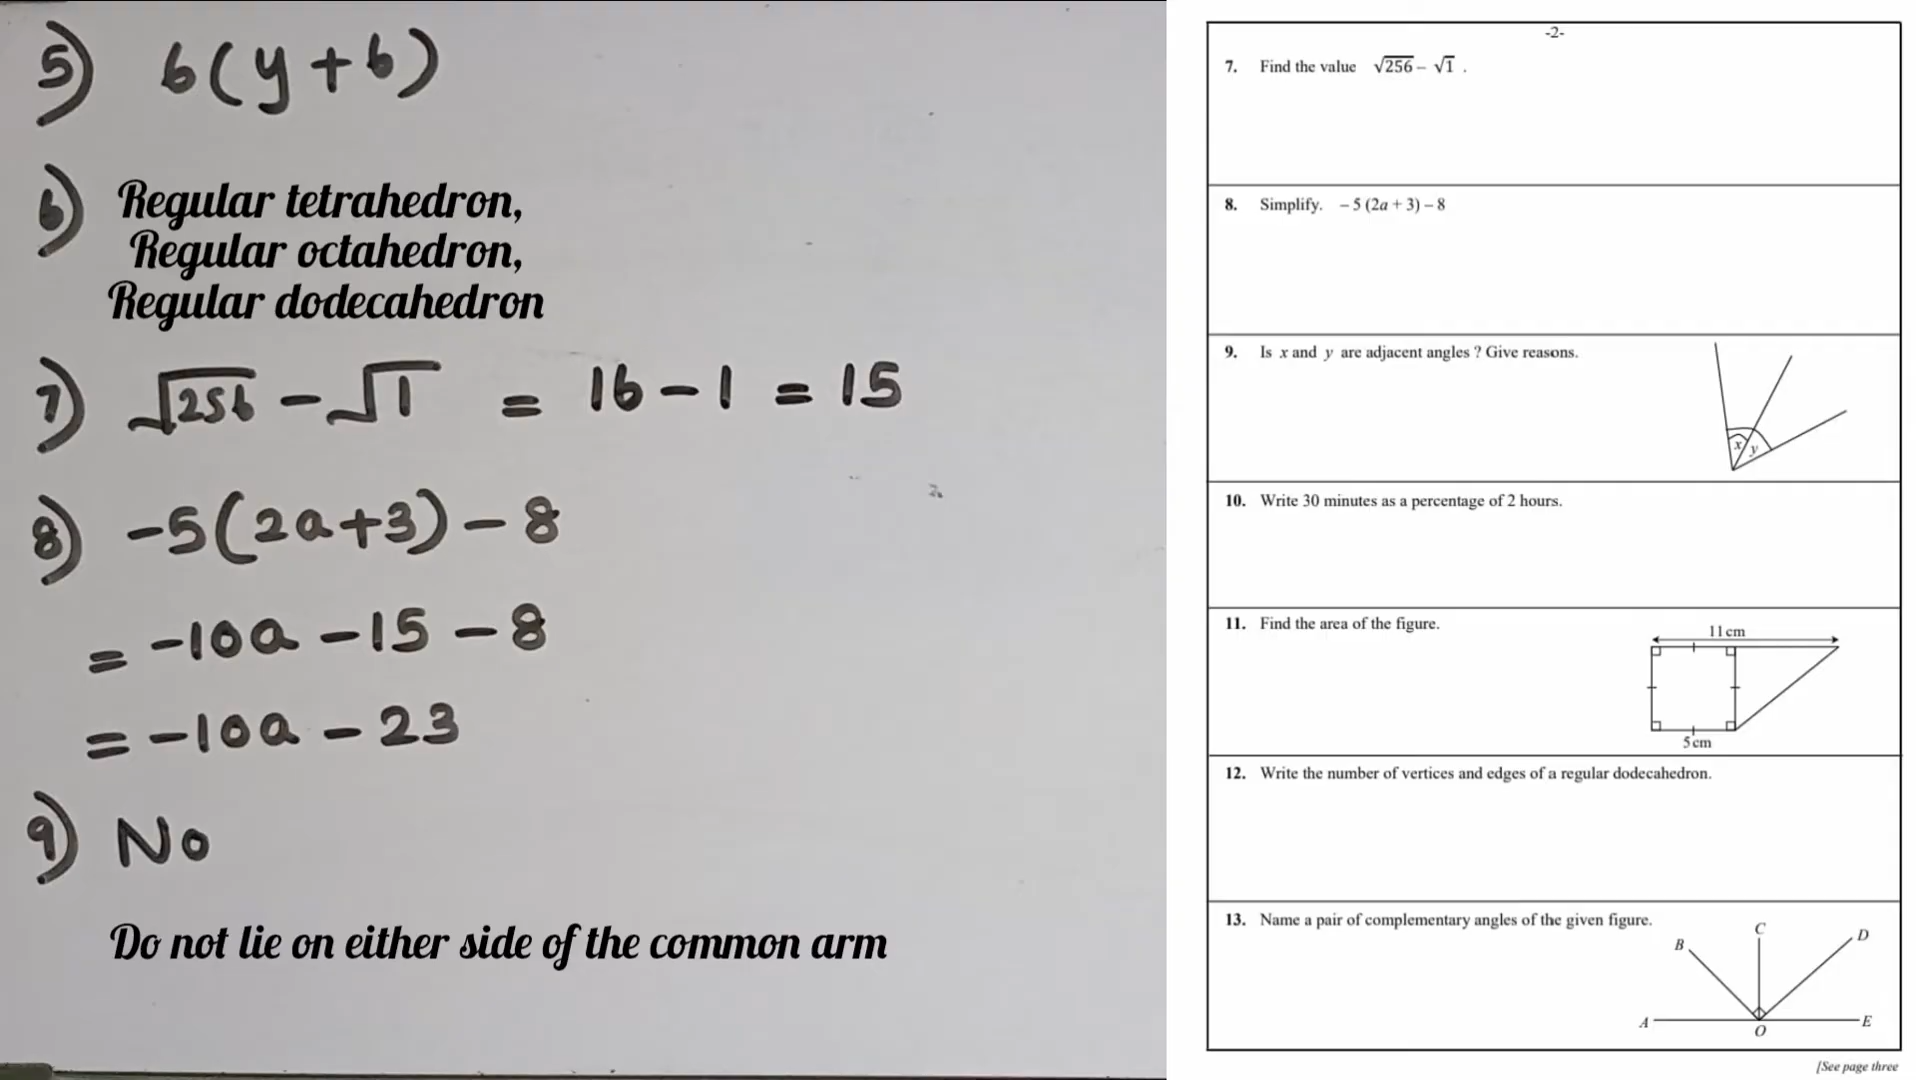 5) 6(y+6)
6) Regular tetrahedron,
Regular octahedron,
Regular dodecahedron
7) √256 - √1 = 16 - 1 = 15
8) -5(2a+3) - 8
= -10a - 15 - 8
= -10a - 23
9) No
Do not lie on either side of the common arm
-2-
7. Find the value √256 – √1 .
8. Simplify. – 5 (2a + 3) – 8
9. Is x and y are adjacent angles ? Give reasons.
x y
10. Write 30 minutes as a percentage of 2 hours.
11. Find the area of the figure.
11cm
5cm
12. Write the number of vertices and edges of a regular dodecahedron.
13. Name a pair of complementary angles of the given figure.
B C D
A O E
[See page three